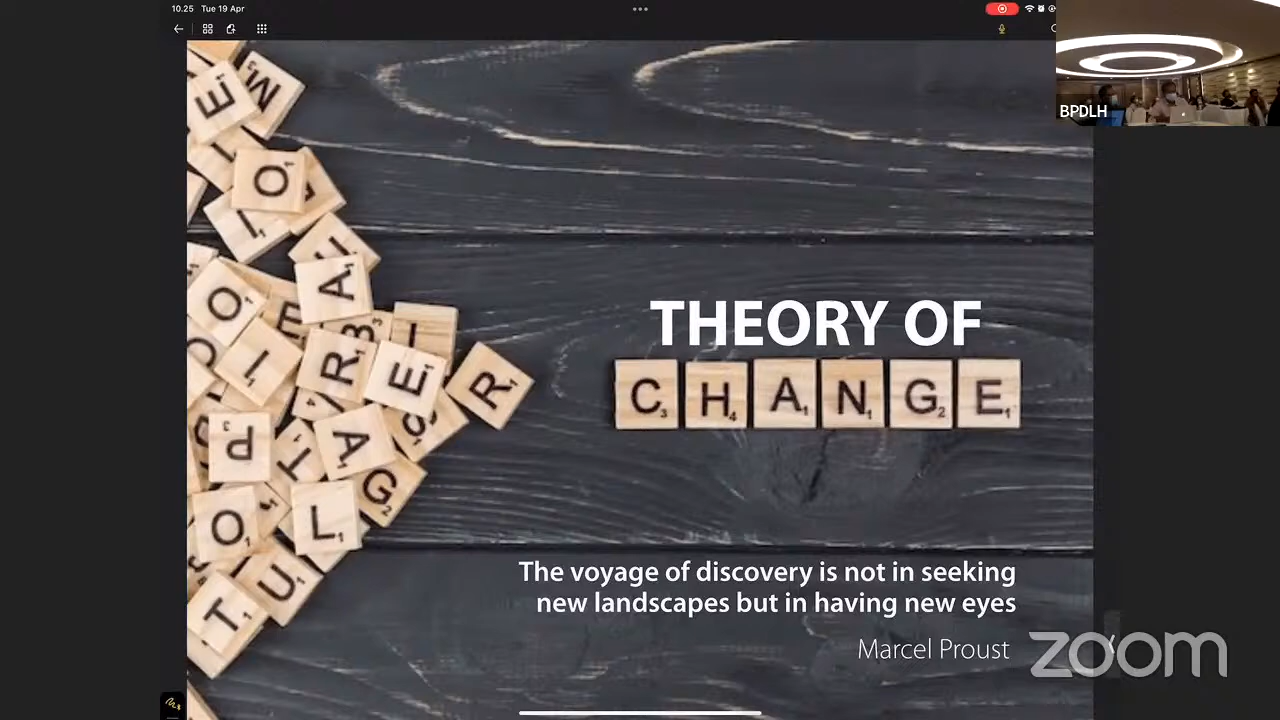 10.25 Tue 19 Apr
BPDLH
THEORY OF
CHANGE
The voyage of discovery is not in seeking
new landscapes but in having new eyes
Marcel Proust
zoom